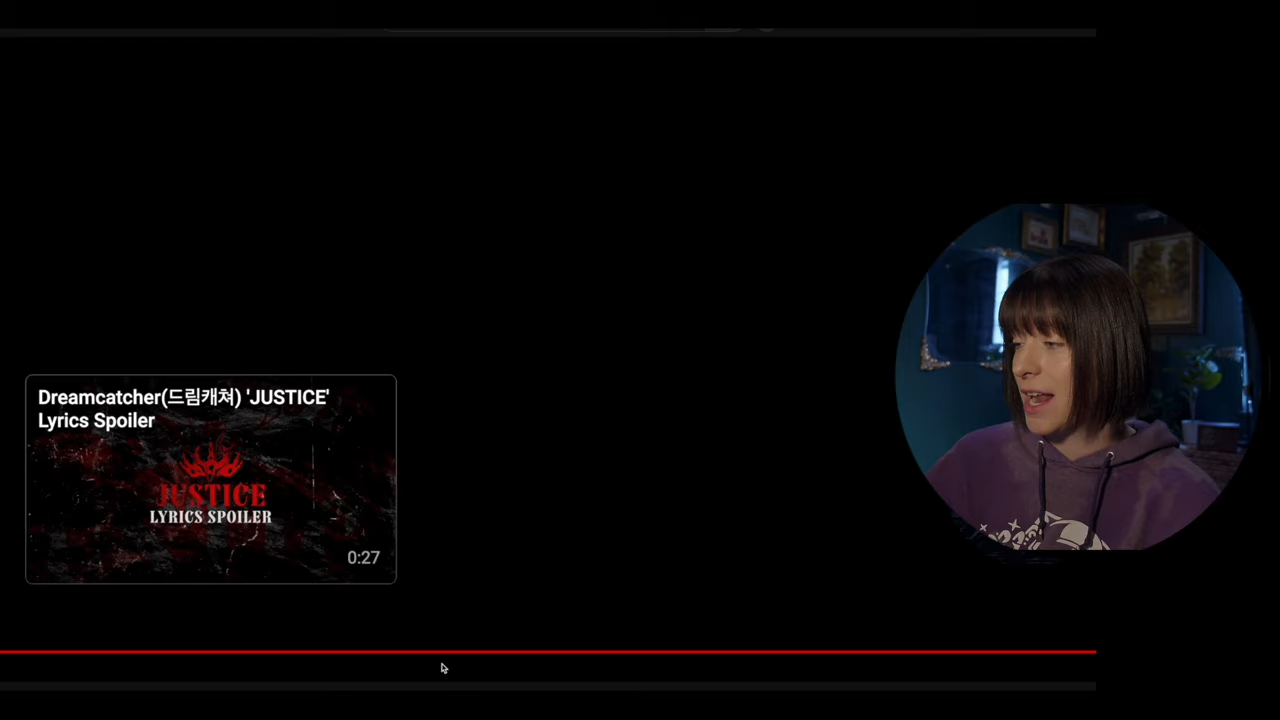 Dreamcatcher(드림캐쳐) 'JUSTICE'
Lyrics Spoiler
JUSTICE
LYRICS SPOILER
0:27